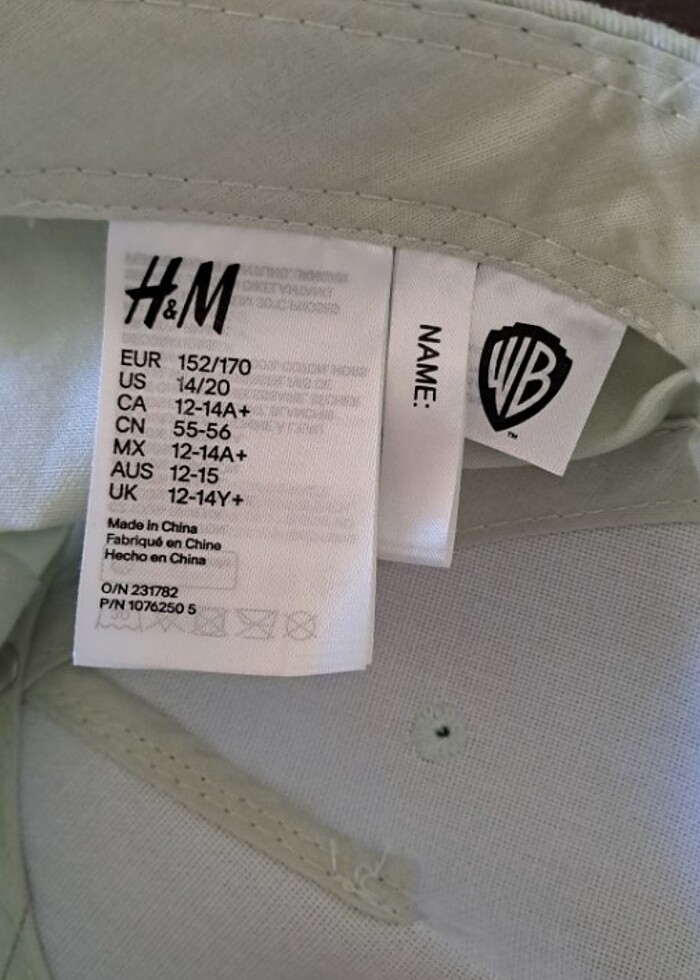 H&M
EUR 152/170
US 14/20
CA 12-14A+
CN 55-56
MX 12-14A+
AUS 12-15
UK 12-14Y+
Made in China
Fabriqué en Chine
Hecho en China
O/N 231782
P/N 1076250 5
NAME:
WB
™